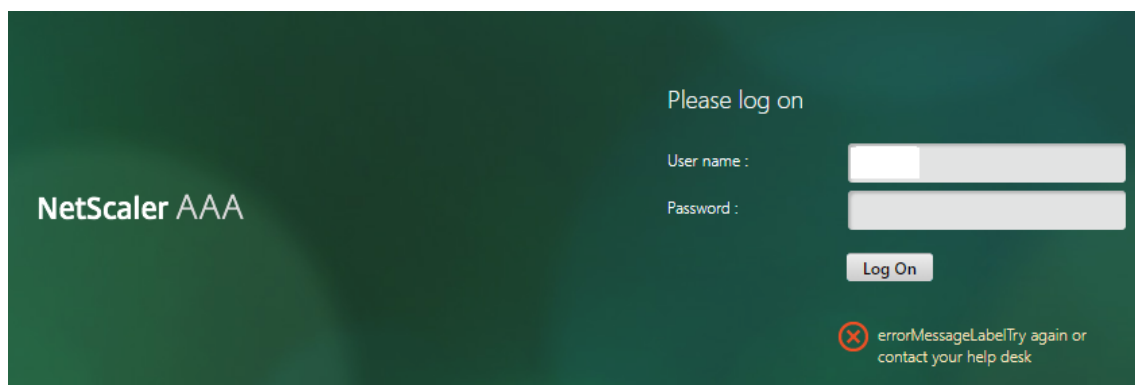 Please log on
User name :
NetScaler AAA
Password :
Log On
errorMessageLabelTry again or
contact your help desk